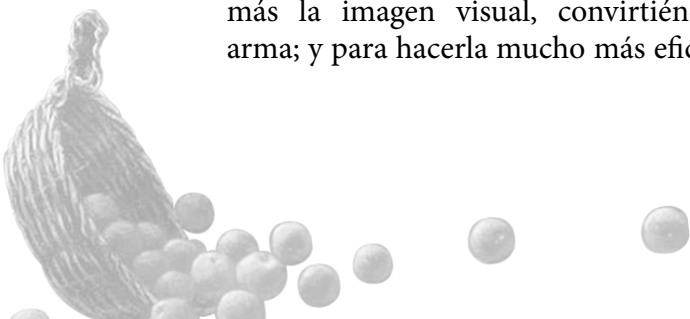 más la imagen visual, convirtién
arma; y para hacerla mucho más efic